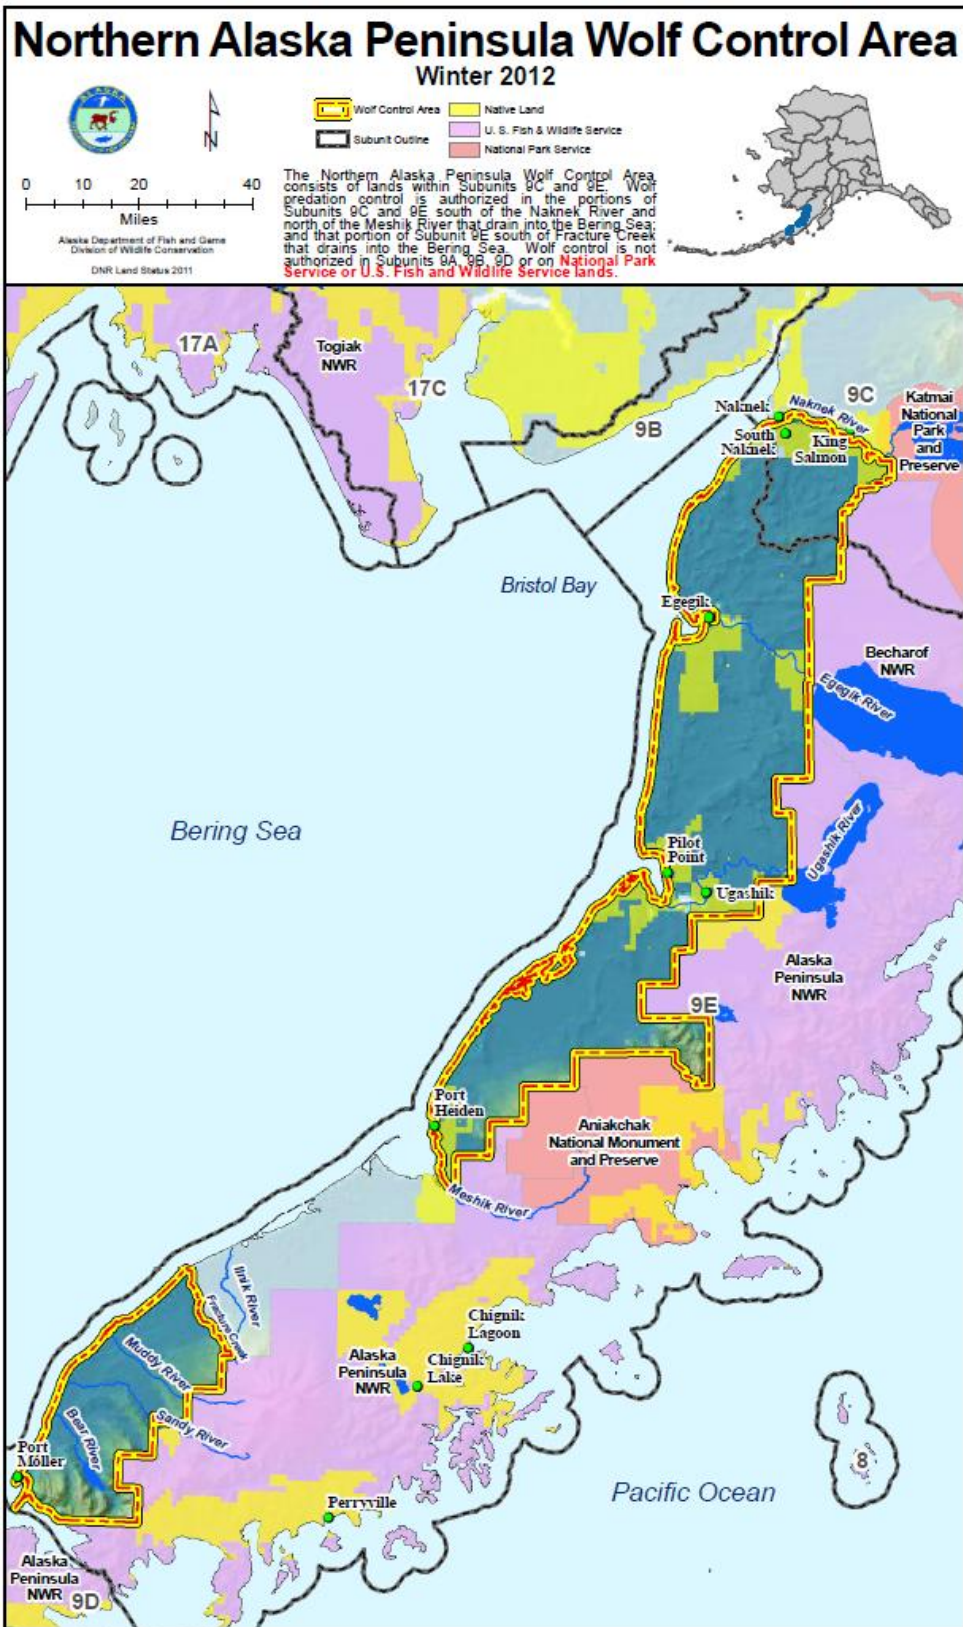 Northern Alaska Peninsula Wolf Control Area
Winter 2012
ALASKA
N
Wolf Control Area
Native Land
Subunit Outline
U. S. Fish & Wildlife Service
National Park Service
0 10 20 40
Miles
Alaska Department of Fish and Game
Division of Wildlife Conservation
DNR Land Status 2011
The Northern Alaska Peninsula Wolf Control Area
consists of lands within Subunits 9C and 9E. Wolf
predation control is authorized in the portions of
Subunits 9C and 9E south of the Naknek River and
north of the Meshik River that drain into the Bering Sea;
and that portion of Subunit 9E south of Fracture Creek
that drains into the Bering Sea. Wolf control is not
authorized in Subunits 9A, 9B, 9D or on National Park
Service or U.S. Fish and Wildlife Service lands.
17A
Togiak
NWR
17C
9B
9C
Naknek
Naknek River
South
Naknek
King
Salmon
Katmai
National
Park
and
Preserve
Bristol Bay
Egegik
Becharof
NWR
Egegik River
Bering Sea
Pilot
Point
Ugashik River
Ugashik
Alaska
Peninsula
NWR
9E
Port
Heiden
Aniakchak
National Monument
and Preserve
Meshik River
Ilnik River
Fracture Creek
Chignik
Lagoon
Muddy River
Alaska
Peninsula
NWR
Chignik
Lake
Sandy River
Bear River
Port
Moller
8
Pacific Ocean
Perryville
Alaska
Peninsula
NWR
9D